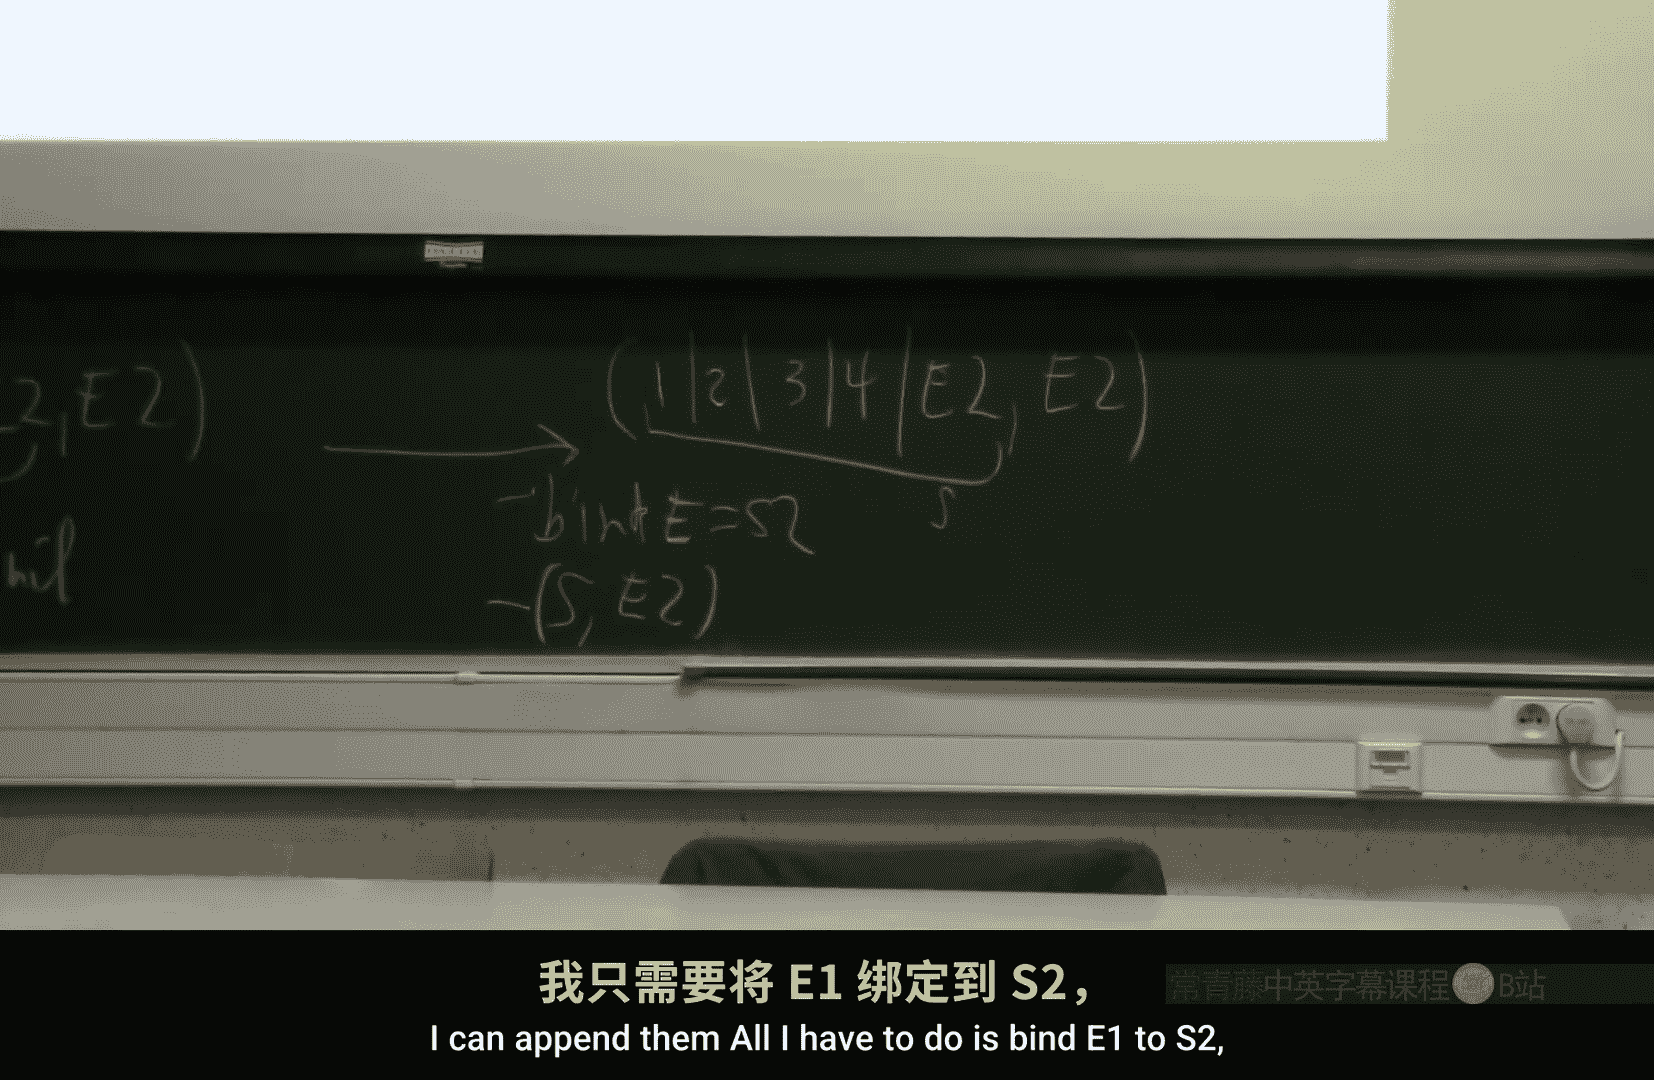 2, E2)
(1|2|3|4|E2, E2)
S
- bind E=S2
nil
- (S, E2)
我只需要将 E1 绑定到 S2，
常青藤中英字幕课程 B站
I can append them All I have to do is bind E1 to S2,